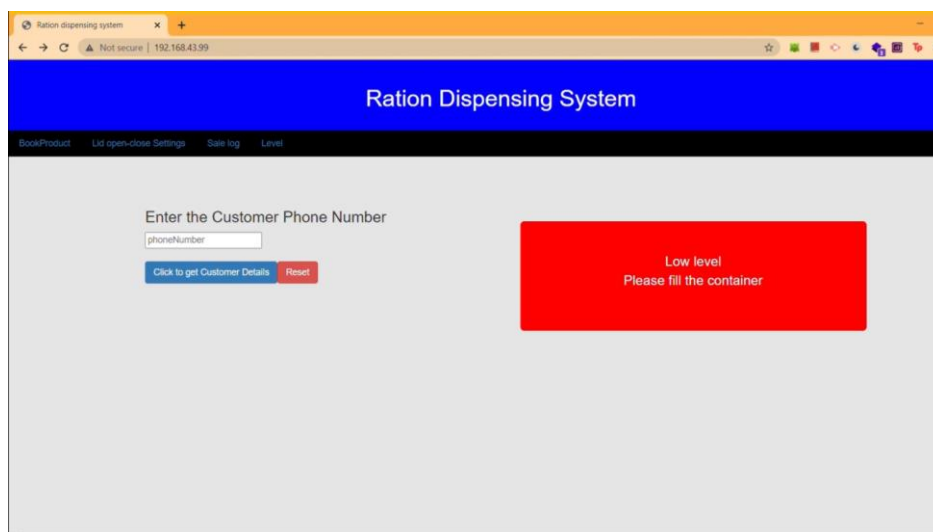 Ration dispensing system
Not secure | 192.168.43.99
Ration Dispensing System
BookProduct Lid open-close Settings Sale log Level
Enter the Customer Phone Number
phoneNumber
Click to get Customer Details Reset
Low level
Please fill the container